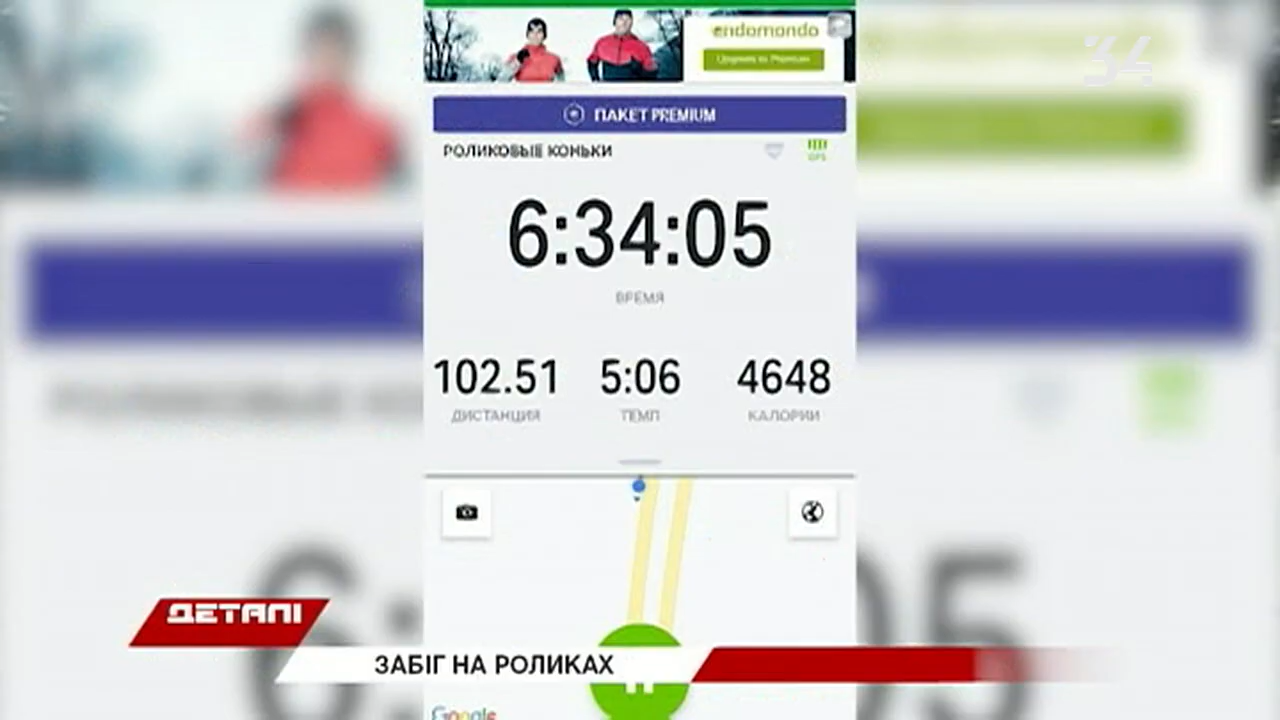 endomondo
Upgrade to Premium
34
ПАКЕТ PREMIUM
РОЛИКОВЫЕ КОНЬКИ
GPS
6:34:05
ВРЕМЯ
102.51 5:06 4648
ДИСТАНЦИЯ ТЕМП КАЛОРИИ
ДЕТАЛІ
ЗАБІГ НА РОЛИКАХ
Google